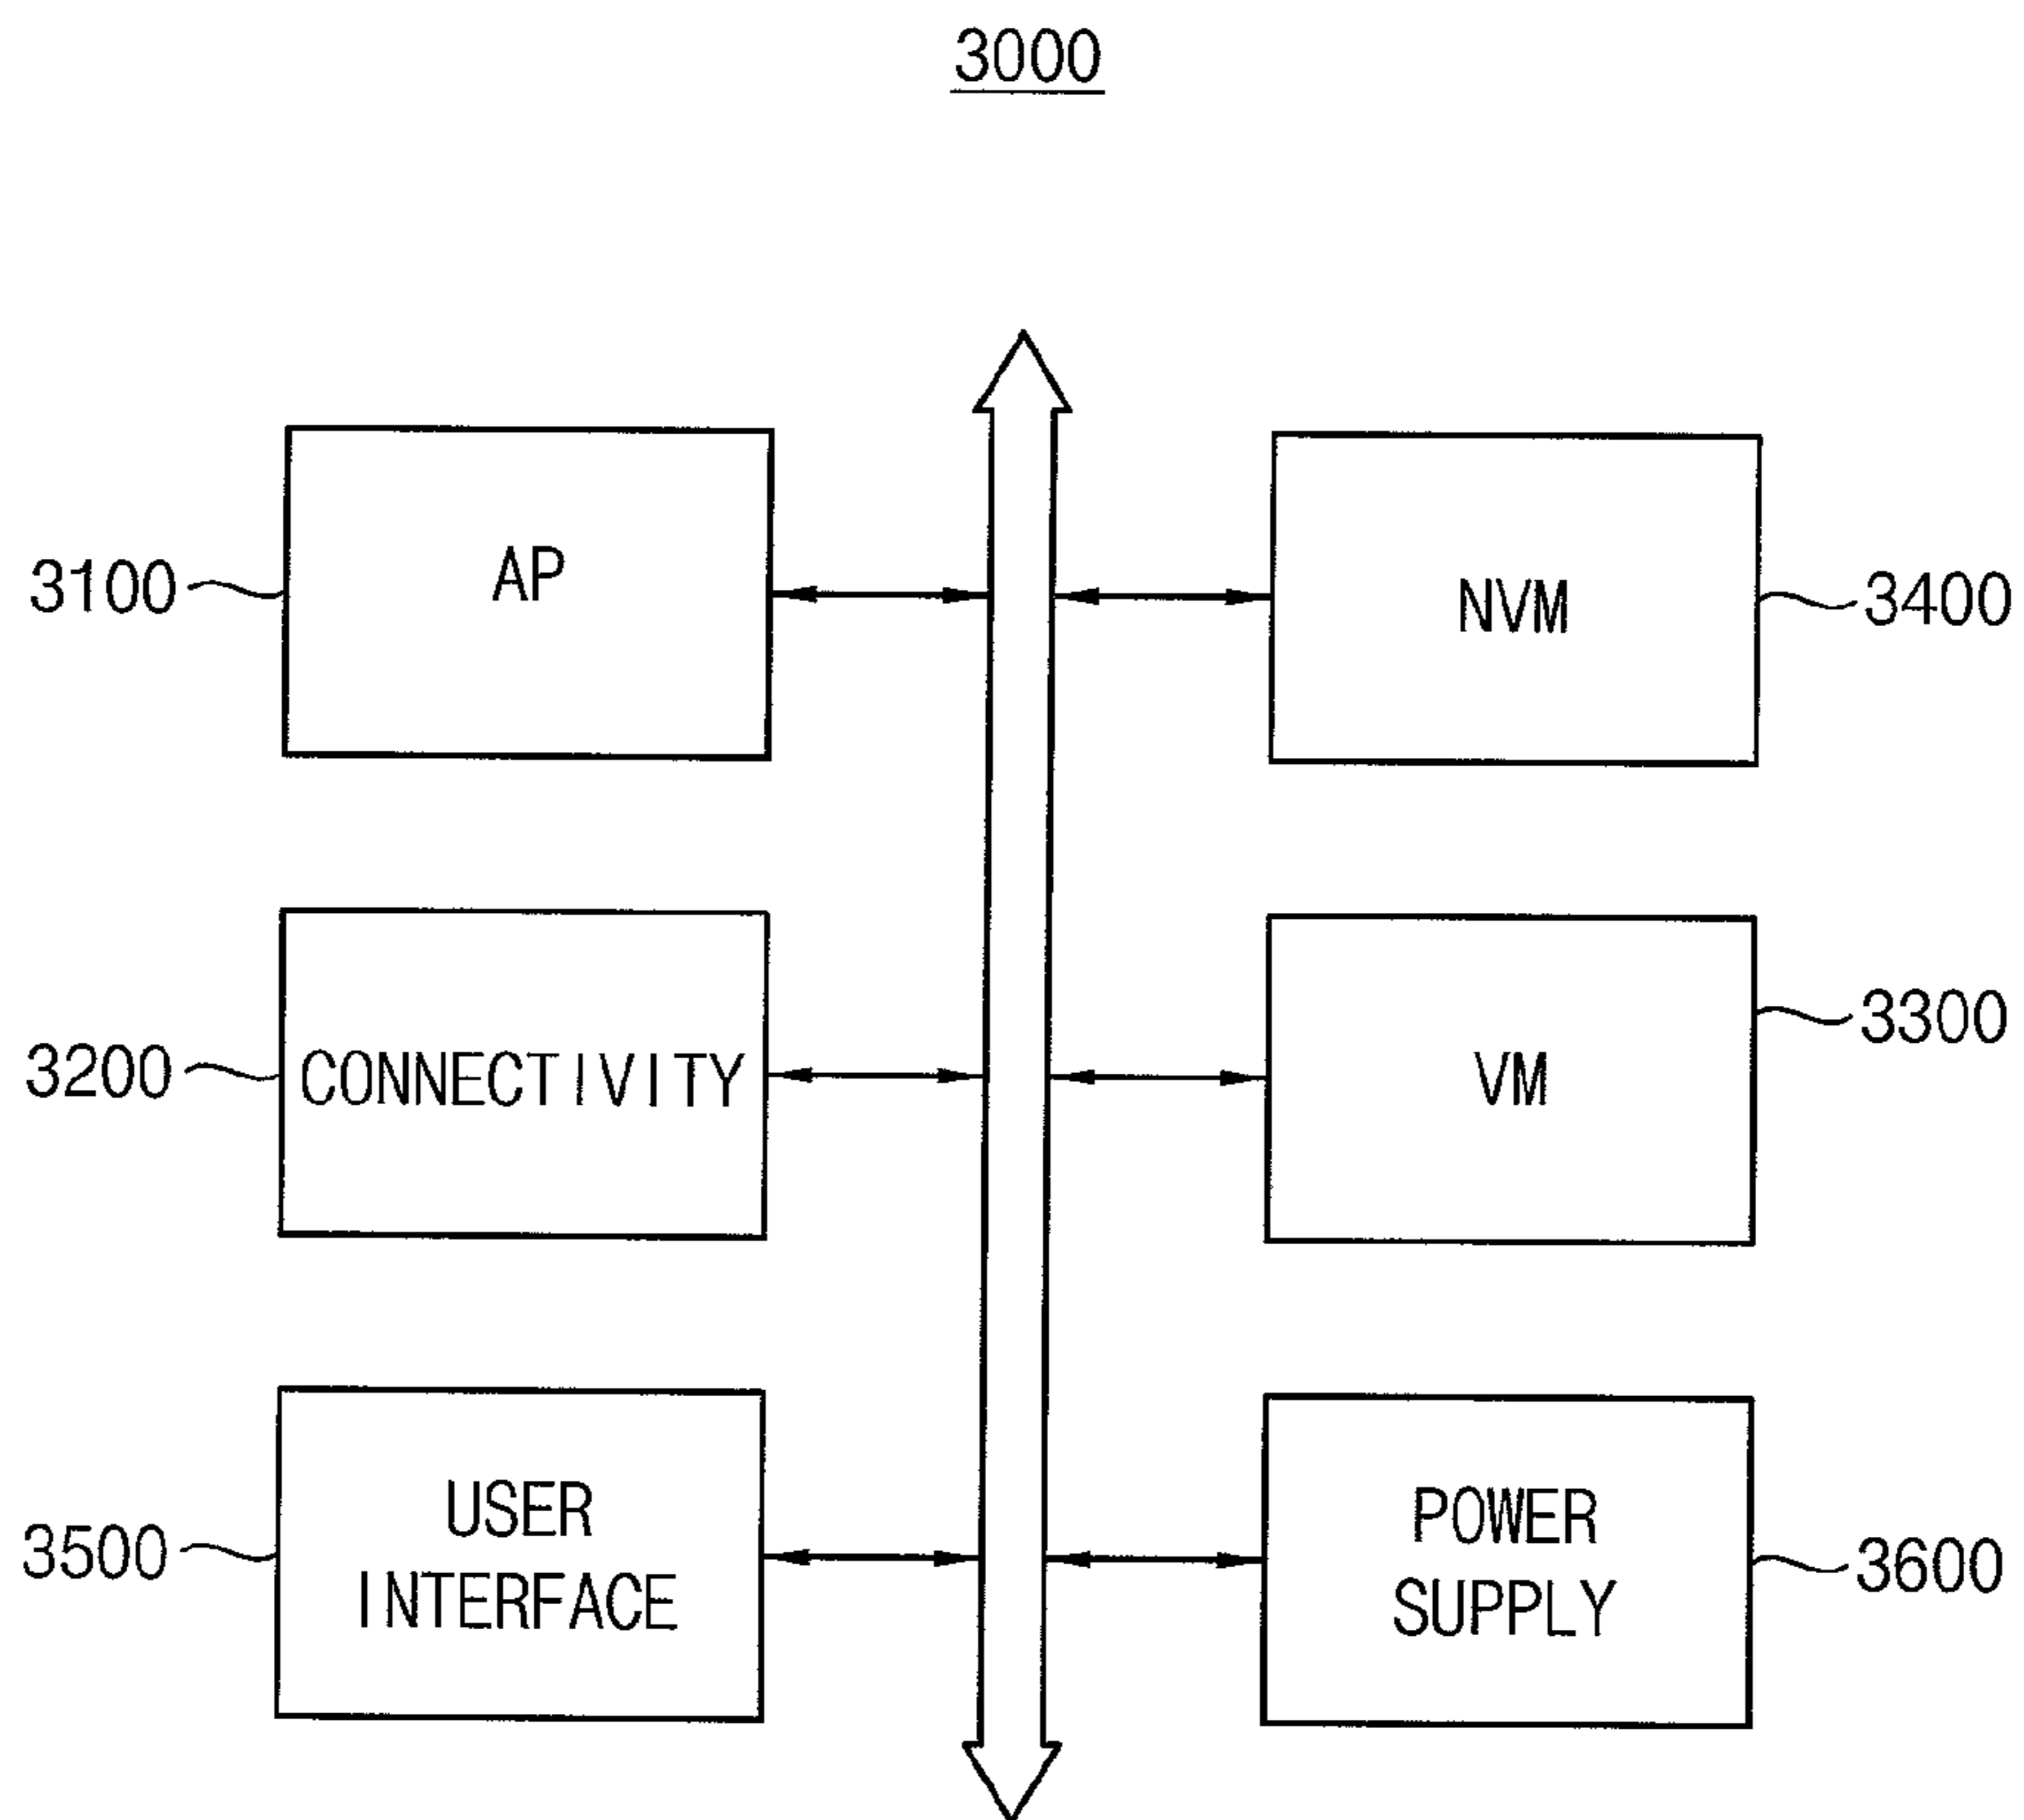 3000
3100
AP
NVM
3400
3200
CONNECTIVITY
VM
3300
3500
USER
INTERFACE
POWER
SUPPLY
3600